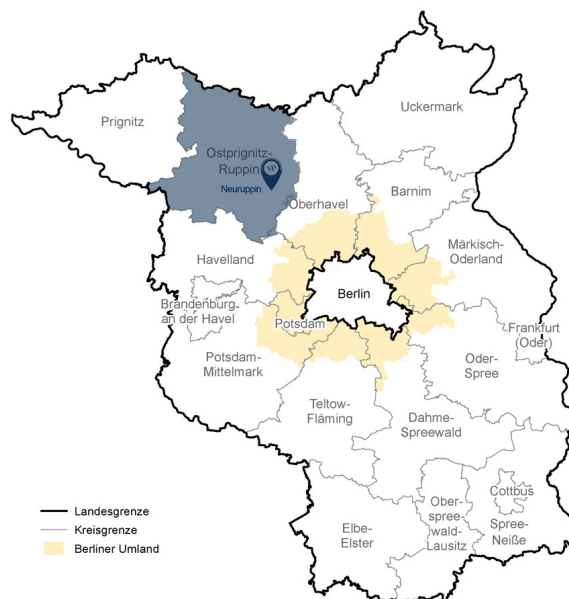 Uckermark
Prignitz
Ostprignitz-
Ruppin
VP
Neuruppin
Oberhavel
Barnim
Havelland
Märkisch-
Oderland
Berlin
Brandenburg
an der Havel
Potsdam
Frankfurt
(Oder)
Potsdam-
Mittelmark
Oder-
Spree
Teltow-
Fläming
Dahme-
Spreewald
Cottbus
Spree-
Neiße
Ober-
spree-
wald-
Lausitz
Elbe-
Elster
Landesgrenze
Kreisgrenze
Berliner Umland